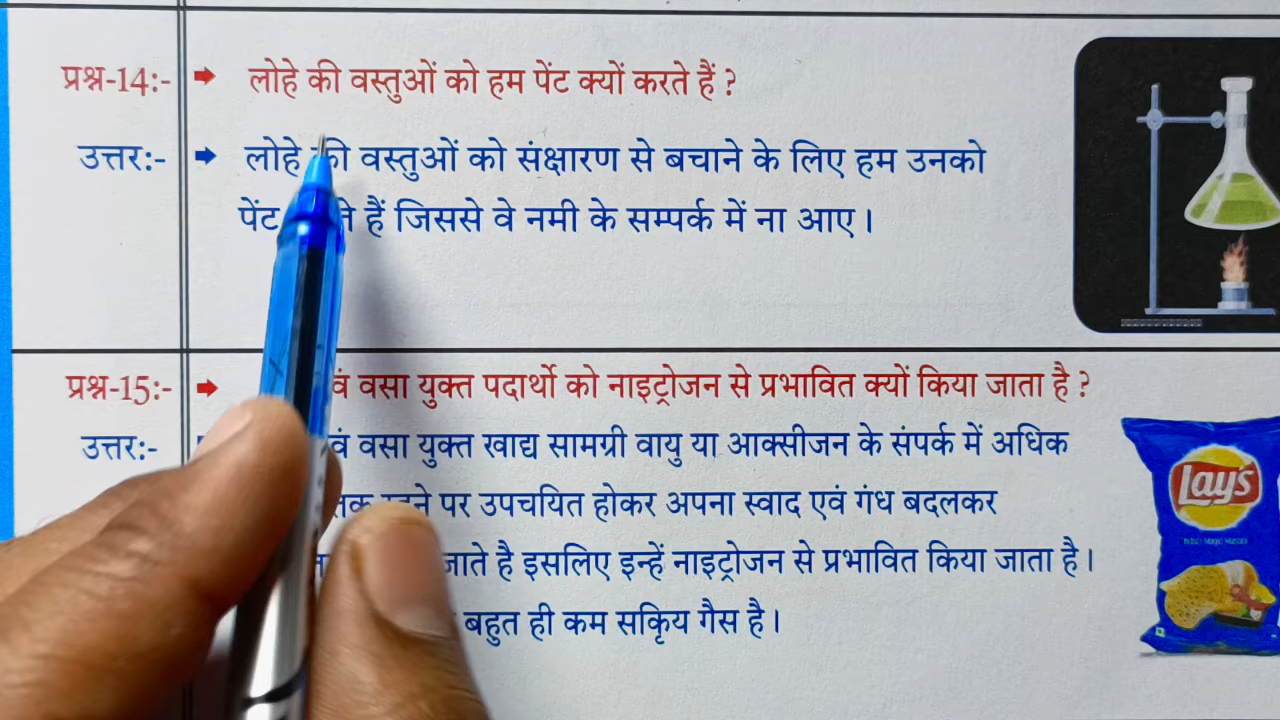 प्रश्न-14:- लोहे की वस्तुओं को हम पेंट क्यों करते हैं ?
उत्तर:- लोहे की वस्तुओं को संक्षारण से बचाने के लिए हम उनको
पेंट हैं जिससे वे नमी के सम्पर्क में ना आए।
प्रश्न-15:- वसा युक्त पदार्थो को नाइट्रोजन से प्रभावित क्यों किया जाता है ?
उत्तर:- वसा युक्त खाद्य सामग्री वायु या आक्सीजन के संपर्क में अधिक
पर उपचयित होकर अपना स्वाद एवं गंध बदलकर
जाते है इसलिए इन्हें नाइट्रोजन से प्रभावित किया जाता है।
बहुत ही कम सक्रिय गैस है।
Lay's